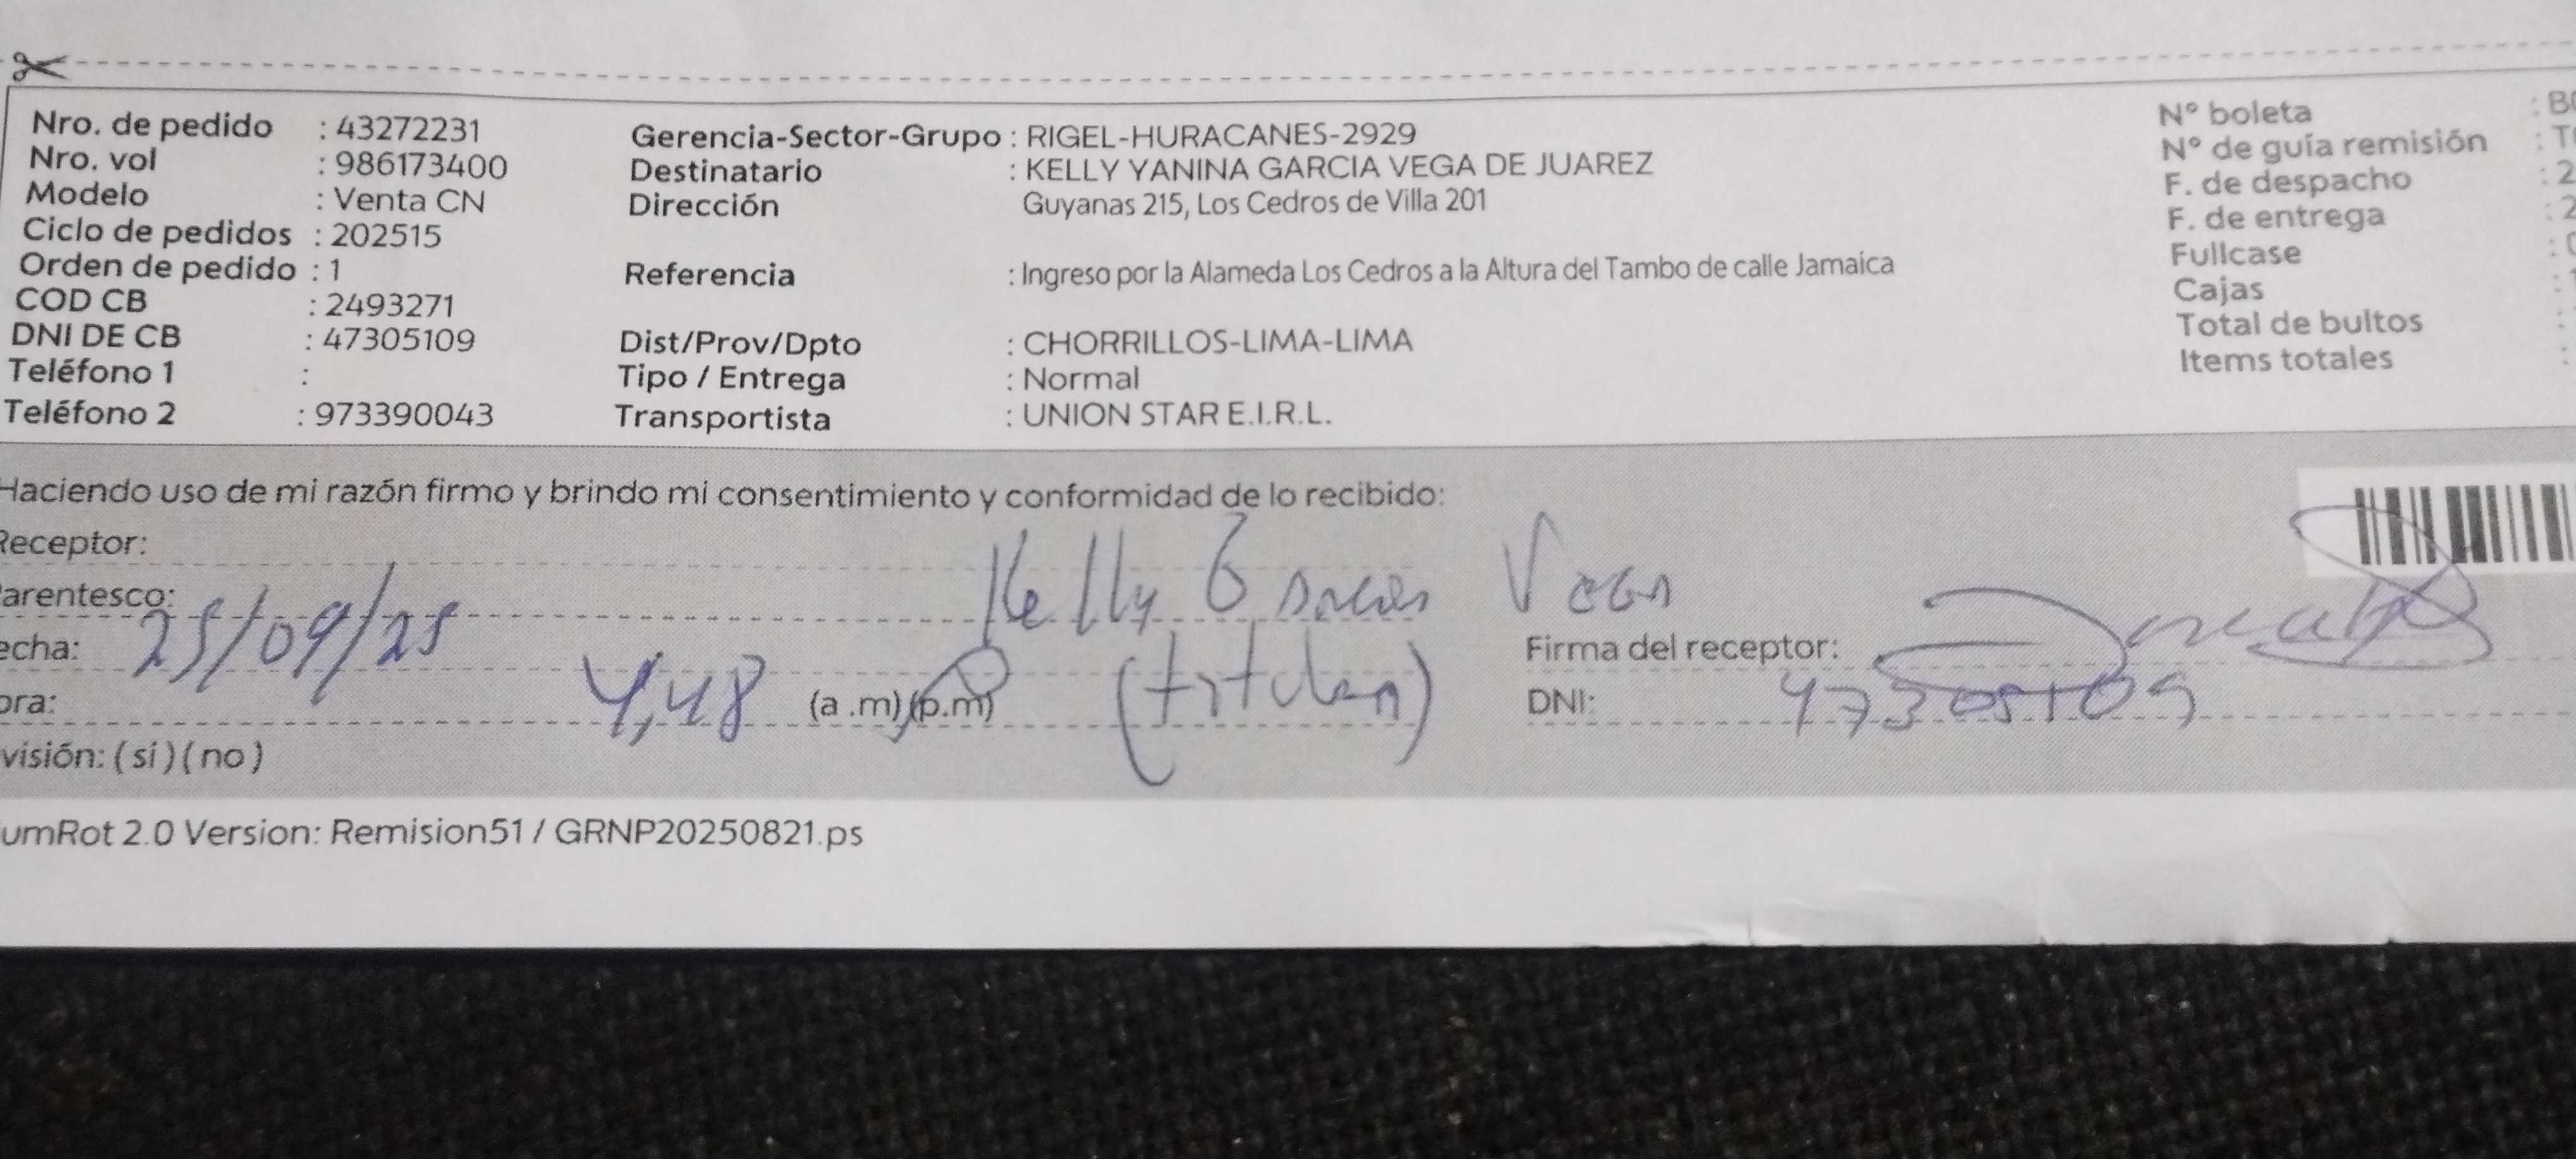 Nro. de pedido : 43272231
Nro. vol : 986173400
Modelo : Venta CN
Ciclo de pedidos : 202515
Orden de pedido : 1
COD CB : 2493271
DNI DE CB : 47305109
Teléfono 1 :
Teléfono 2 : 973390043
Gerencia-Sector-Grupo : RIGEL-HURACANES-2929
Destinatario : KELLY YANINA GARCIA VEGA DE JUAREZ
Dirección Guyanas 215, Los Cedros de Villa 201
Referencia : Ingreso por la Alameda Los Cedros a la Altura del Tambo de calle Jamaica
Dist/Prov/Dpto : CHORRILLOS-LIMA-LIMA
Tipo / Entrega : Normal
Transportista : UNION STAR E.I.R.L.
N° boleta : B
N° de guía remisión : T
F. de despacho : 2
F. de entrega : 2
Fullcase :
Cajas :
Total de bultos :
Items totales :
Haciendo uso de mi razón firmo y brindo mi consentimiento y conformidad de lo recibido:
Receptor:
arentesco: Kelly Vega
echa: 25/09/25
Firma del receptor:
ora: 4,48 (a .m) (p.m) (titular)
DNI: 47305109
visión: ( si ) ( no )
umRot 2.0 Version: Remision51 / GRNP20250821.ps